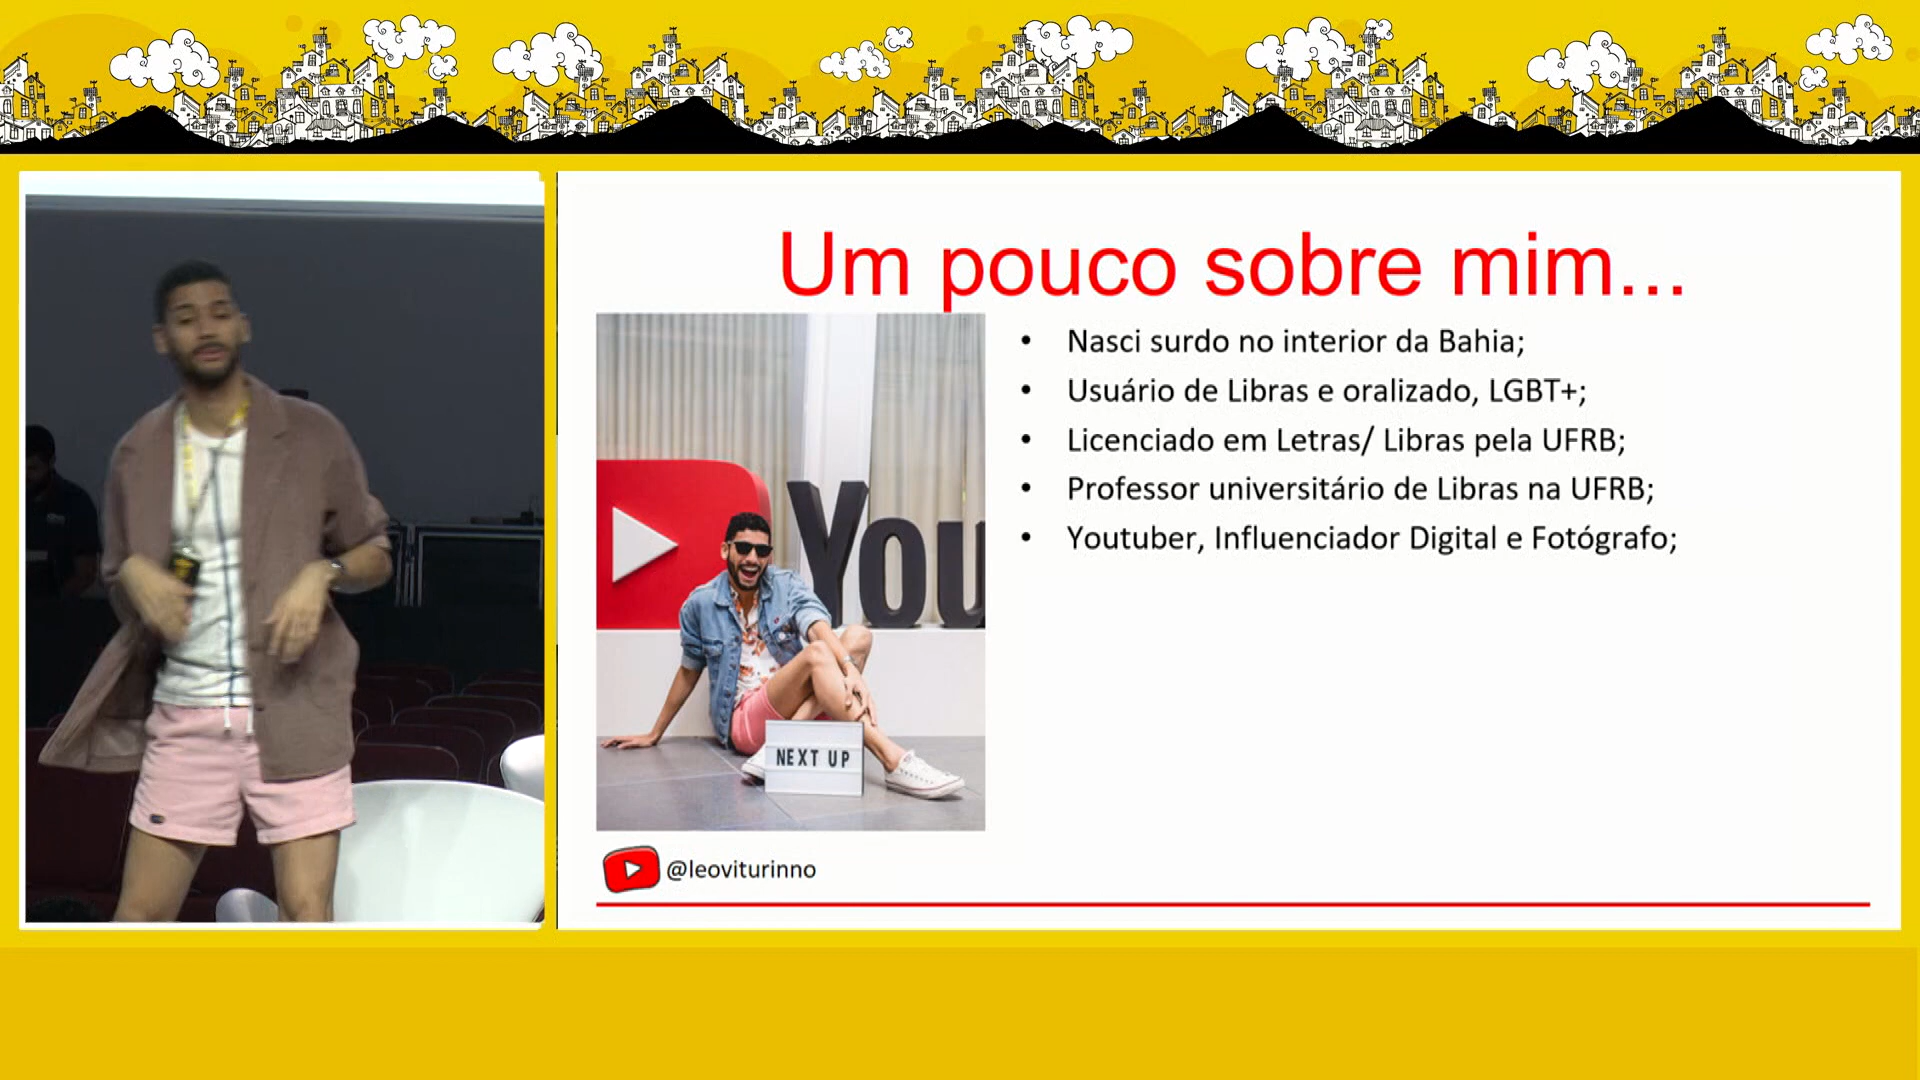 Um pouco sobre mim...
• Nasci surdo no interior da Bahia;
• Usuário de Libras e oralizado, LGBT+;
• Licenciado em Letras/ Libras pela UFRB;
• Professor universitário de Libras na UFRB;
• Youtuber, Influenciador Digital e Fotógrafo;
You
NEXT UP
@leoviturinno